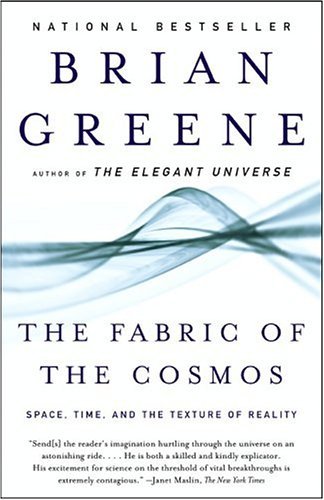 NATIONAL BESTSELLER
BRIAN
GREENE
AUTHOR OF THE ELEGANT UNIVERSE
THE FABRIC OF
THE COSMOS
SPACE, TIME, AND THE TEXTURE OF REALITY
"Send[s] the reader's imagination hurtling through the universe on an
astonishing ride. . . . He is both a skilled and kindly explicator.
His excitement for science on the threshold of vital breakthroughs is
extremely contagious." —Janet Maslin, The New York Times